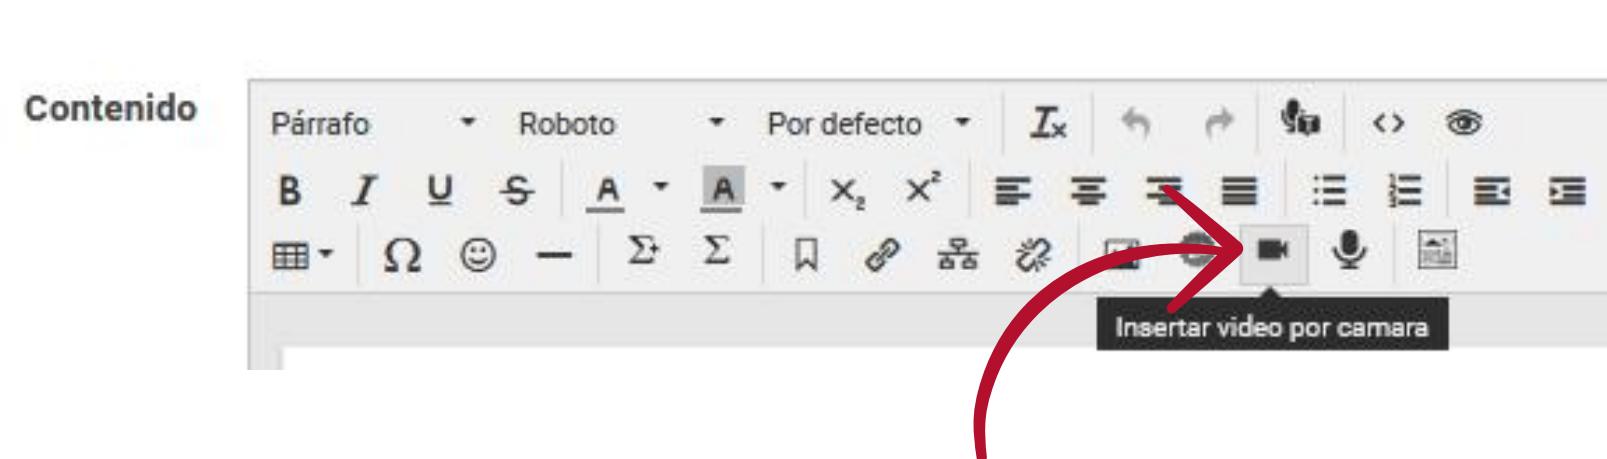 Contenido
Párrafo Roboto Por defecto
Insertar video por camara